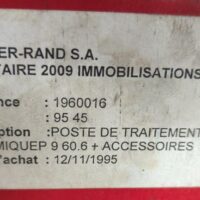 ER-RAND S.A.
TAIRE 2009 IMMOBILISATIONS
nce : 1960016
: 95 45
ption :POSTE DE TRAITEMENT
MIQUEP 9 60.6 + ACCESSOIRES
'achat : 12/11/1995